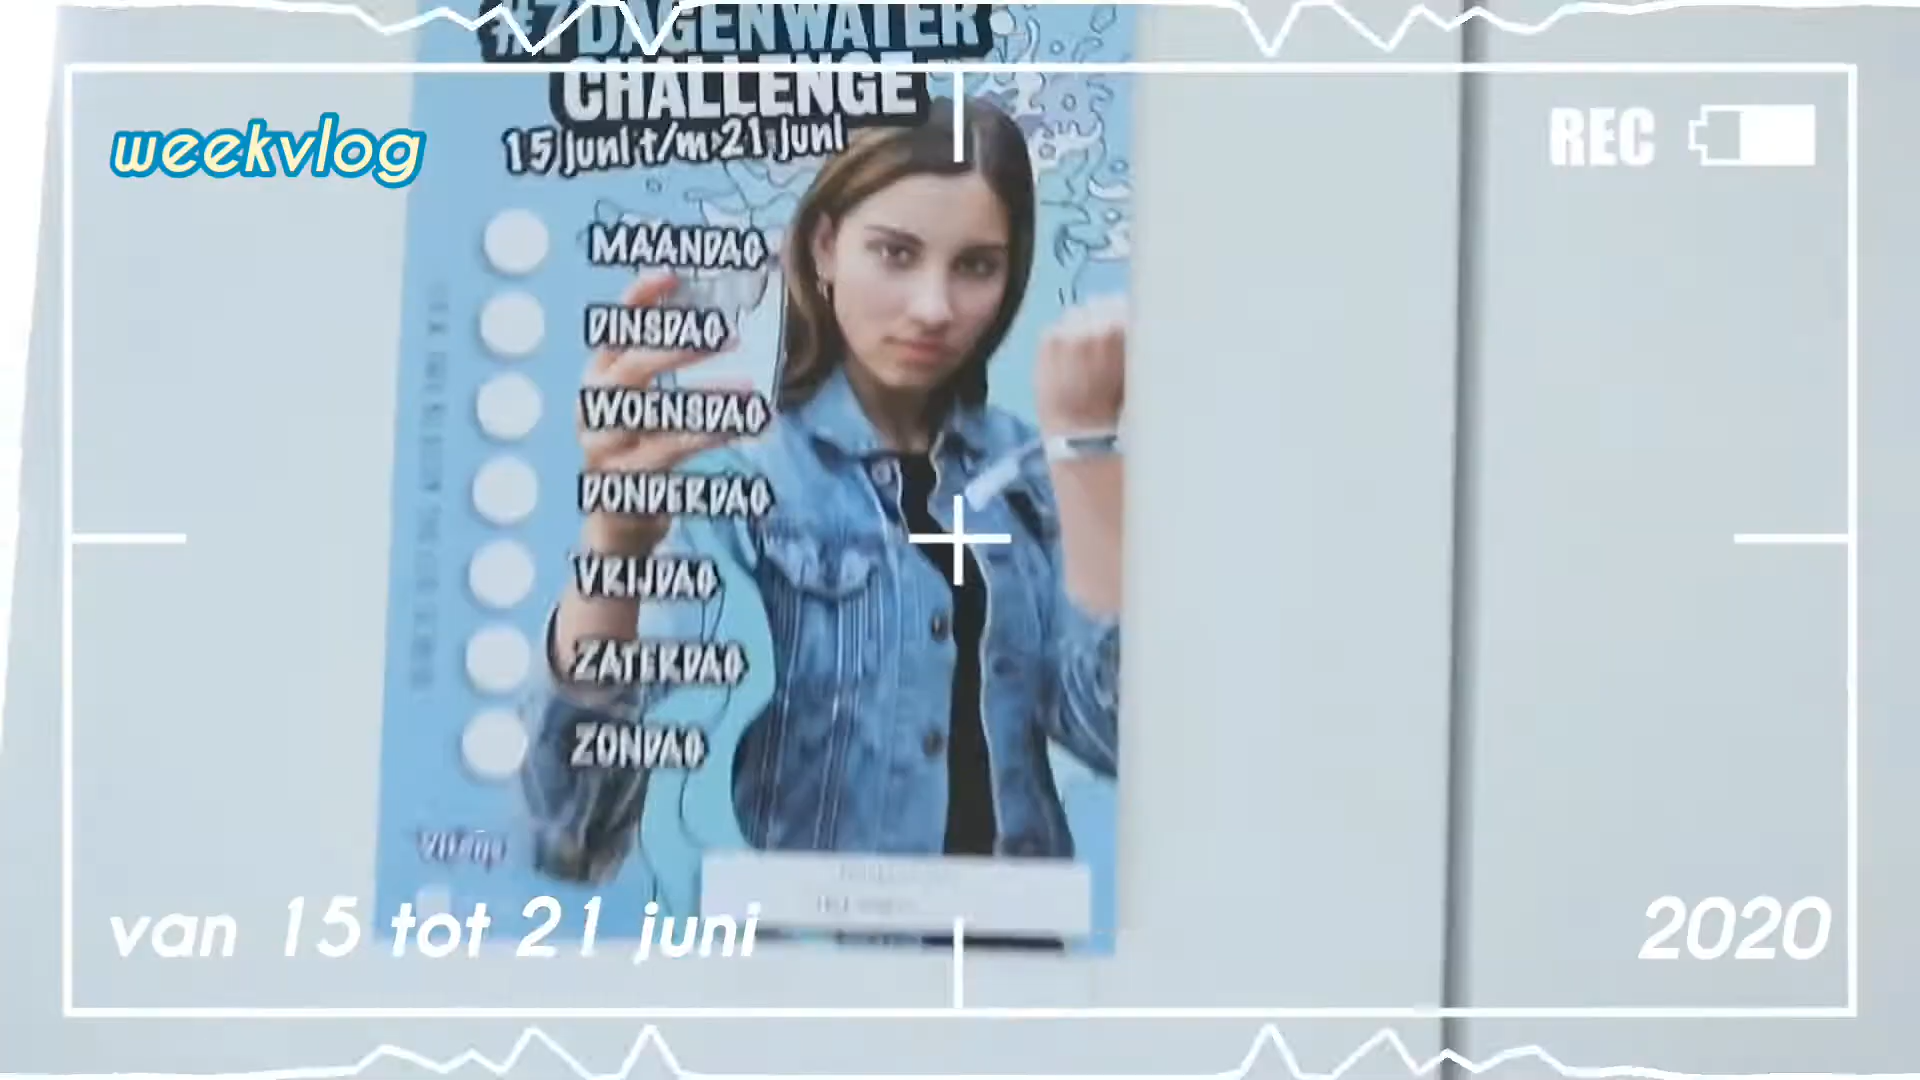 #7DAGENWATER
CHALLENGE
15 juni t/m 21 juni
weekvlog
REC
MAANDAG
DINSDAG
WOENSDAG
DONDERDAG
VRIJDAG
ZATERDAG
ZONDAG
van 15 tot 21 juni
2020